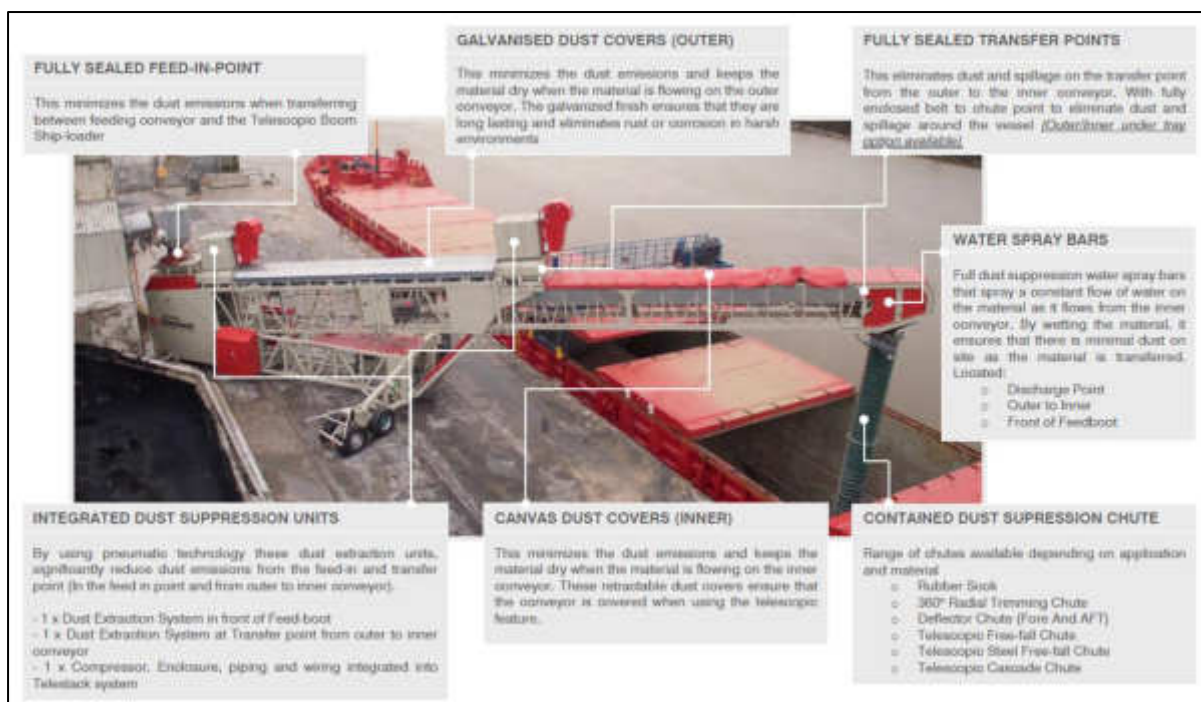 FULLY SEALED FEED-IN-POINT
This minimizes the dust emissions when transferring
between feeding conveyor and the Telescopic Boom
Ship-loader
GALVANISED DUST COVERS (OUTER)
This minimizes the dust emissions and keeps the
material dry when the material is flowing on the outer
conveyor. The galvanized finish ensures that they are
long lasting and eliminates rust or corrosion in harsh
environments
FULLY SEALED TRANSFER POINTS
This eliminates dust and spillage on the transfer point
from the outer to the inner conveyor. With fully
enclosed belt to chute point to eliminate dust and
spillage around the vessel (Outer/Inner under tray
option available)
WATER SPRAY BARS
Full dust suppression water spray bars
that spray a constant flow of water on
the material as it flows from the inner
conveyor. By wetting the material, it
ensures that there is minimal dust on
site as the material is transferred.
Located:
o Discharge Point
o Outer to Inner
o Front of Feedboot
INTEGRATED DUST SUPPRESSION UNITS
By using pneumatic technology these dust extraction units,
significantly reduce dust emissions from the feed-in and transfer
point (In the feed in point and from outer to inner conveyor).
- 1 x Dust Extraction System in front of Feed-boot
- 1 x Dust Extraction System at Transfer point from outer to inner
conveyor
- 1 x Compressor, Enclosure, piping and wiring integrated into
Telestack system
CANVAS DUST COVERS (INNER)
This minimizes the dust emissions and keeps the
material dry when the material is flowing on the inner
conveyor. These retractable dust covers ensure that
the conveyor is covered when using the telescopic
feature.
CONTAINED DUST SUPRESSION CHUTE
Range of chutes available depending on application
and material
o Rubber Sock
o 360° Radial Trimming Chute
o Deflector Chute (Fore And AFT)
o Telescopic Free-fall Chute
o Telescopic Steel Free-fall Chute
o Telescopic Cascade Chute